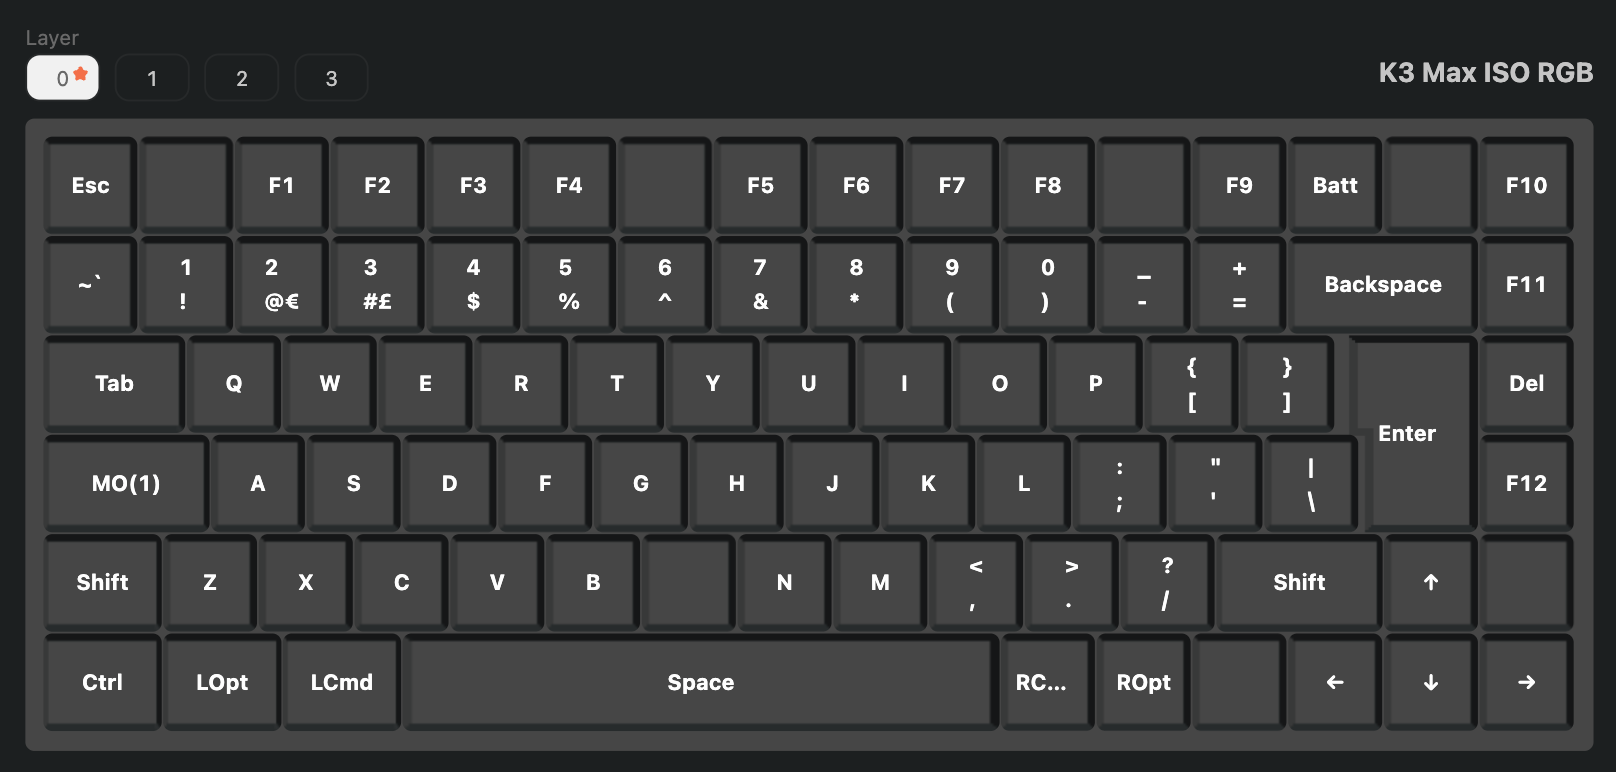 Layer
0 1 2 3
K3 Max ISO RGB
Esc F1 F2 F3 F4 F5 F6 F7 F8 F9 Batt F10
~` 1 2 3 4 5 6 7 8 9 0 _ + Backspace F11
! @€ #£ $ % ^ & * ( ) - =
Tab Q W E R T Y U I O P { } Del
[ ]
Enter
MO(1) A S D F G H J K L : " | F12
; ' \
Shift Z X C V B N M < > ? Shift ↑
, . /
Ctrl LOpt LCmd Space RC... ROpt ← ↓ →